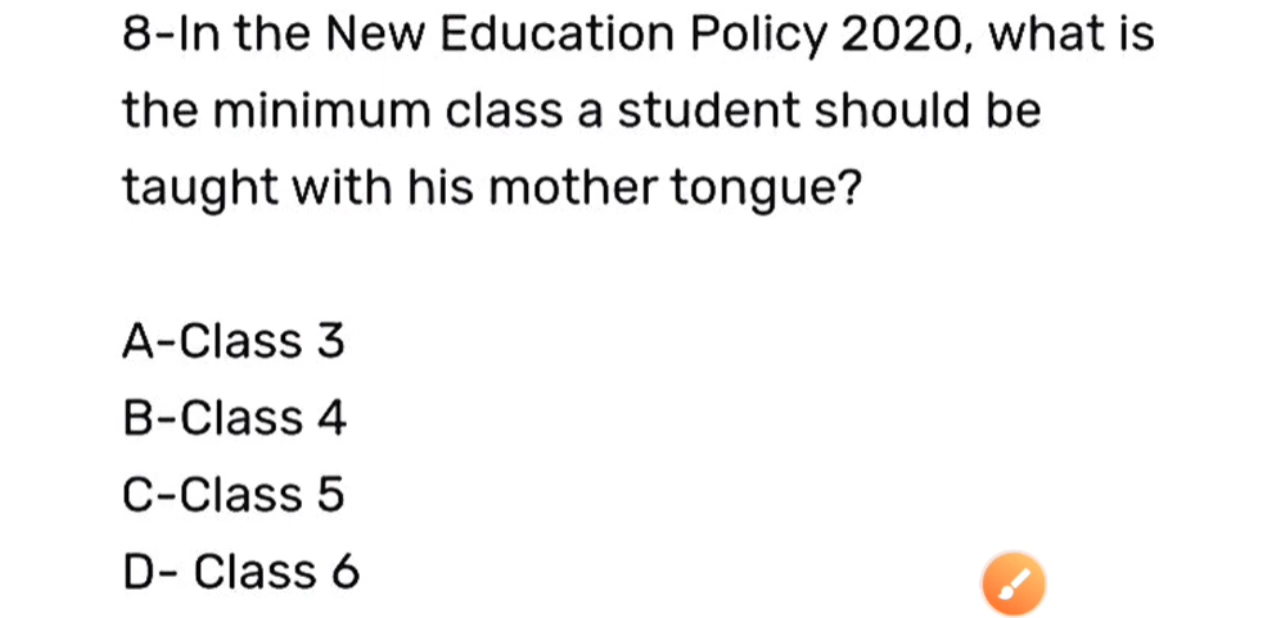 8-In the New Education Policy 2020, what is
the minimum class a student should be
taught with his mother tongue?
A-Class 3
B-Class 4
C-Class 5
D- Class 6